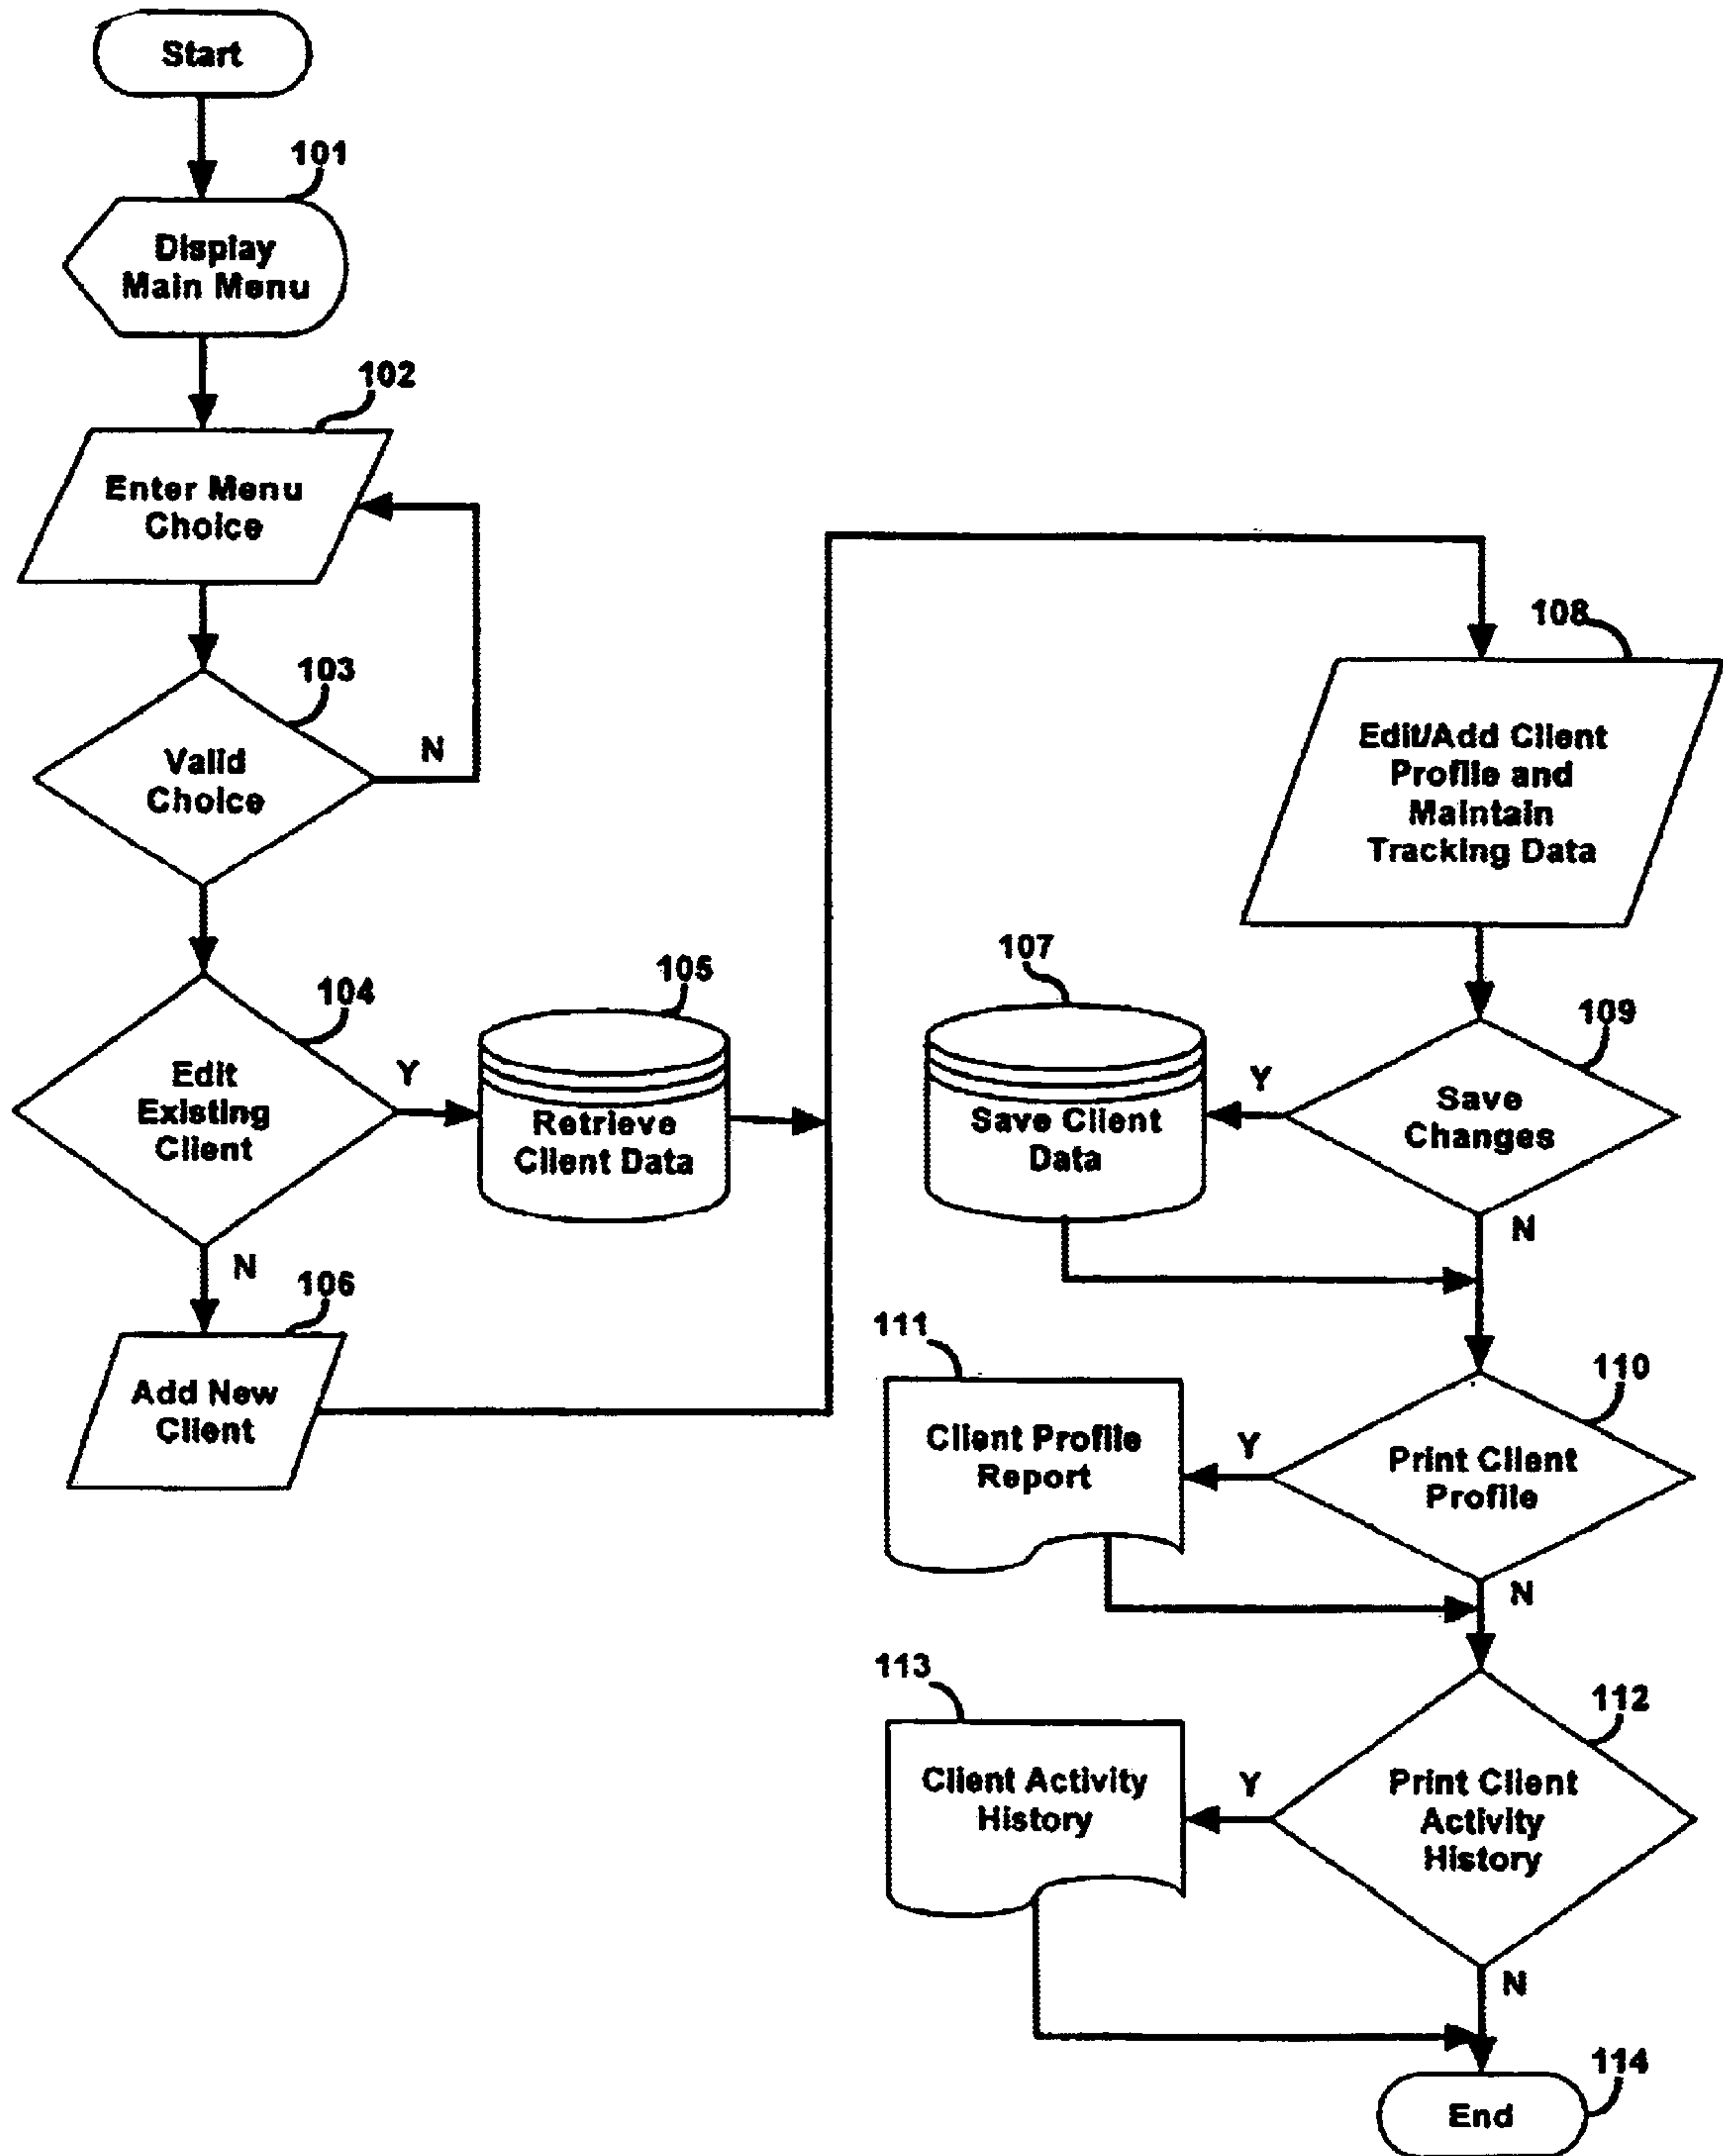 Start
101
Display
Main Menu
102
Enter Menu
Choice
103
Valid
Choice
N
104
Edit
Existing
Client
Y
N
105
Retrieve
Client Data
106
Add New
Client
108
Edit/Add Client
Profile and
Maintain
Tracking Data
107
Save Client
Data
109
Save
Changes
Y
N
111
Client Profile
Report
110
Print Client
Profile
Y
N
113
Client Activity
History
112
Print Client
Activity
History
Y
N
114
End